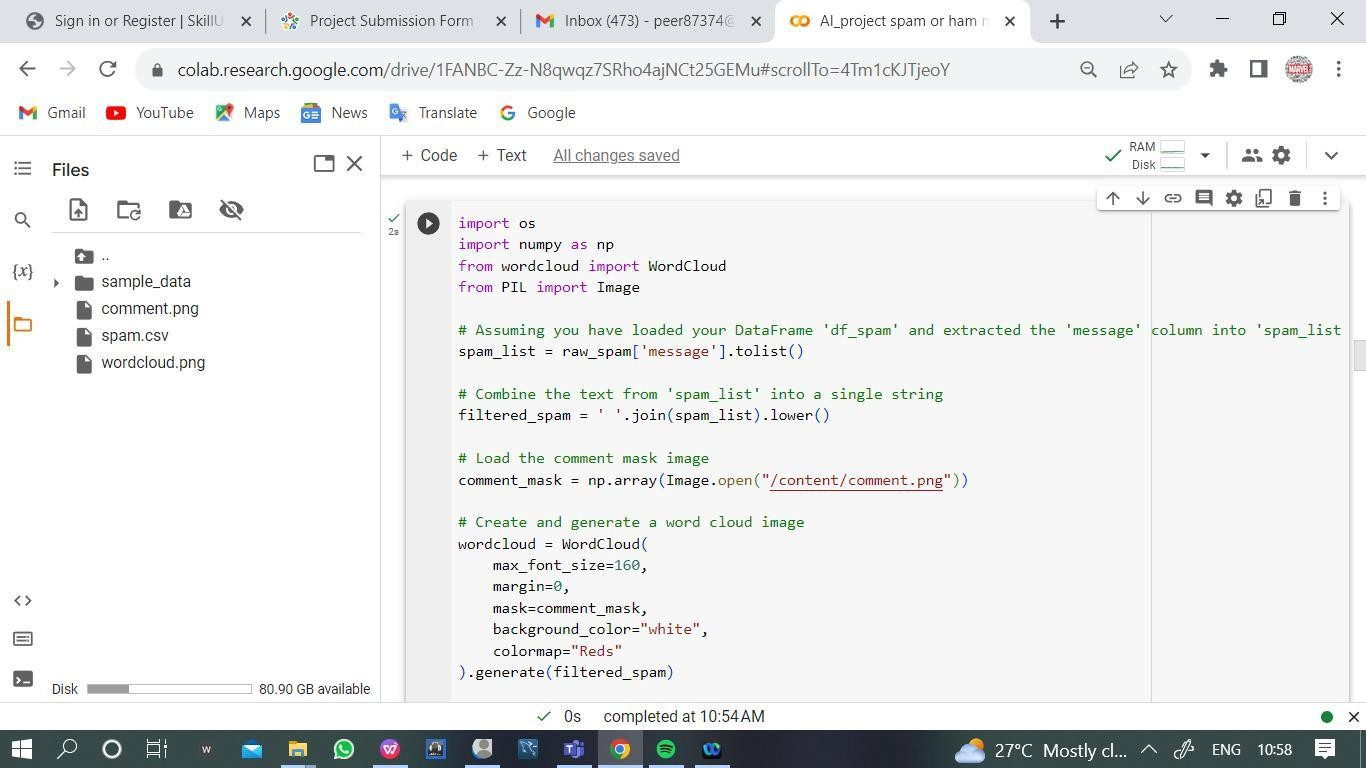 Sign in or Register | SkillU
Project Submission Form
Inbox (473) - peer87374@
AI_project spam or ham n
colab.research.google.com/drive/1FANBC-Zz-N8qwqz7SRho4ajNCt25GEMu#scrollTo=4Tm1cKJTjeoY
Gmail
YouTube
Maps
News
Translate
Google
Files
+ Code
+ Text
All changes saved
RAM
Disk
..
sample_data
comment.png
spam.csv
wordcloud.png
{x}
2s
import os
import numpy as np
from wordcloud import WordCloud
from PIL import Image
# Assuming you have loaded your DataFrame 'df_spam' and extracted the 'message' column into 'spam_list
spam_list = raw_spam['message'].tolist()
# Combine the text from 'spam_list' into a single string
filtered_spam = ' '.join(spam_list).lower()
# Load the comment mask image
comment_mask = np.array(Image.open("/content/comment.png"))
# Create and generate a word cloud image
wordcloud = WordCloud(
max_font_size=160,
margin=0,
mask=comment_mask,
background_color="white",
colormap="Reds"
).generate(filtered_spam)
Disk
80.90 GB available
0s
completed at 10:54 AM
27°C Mostly cl...
ENG
10:58